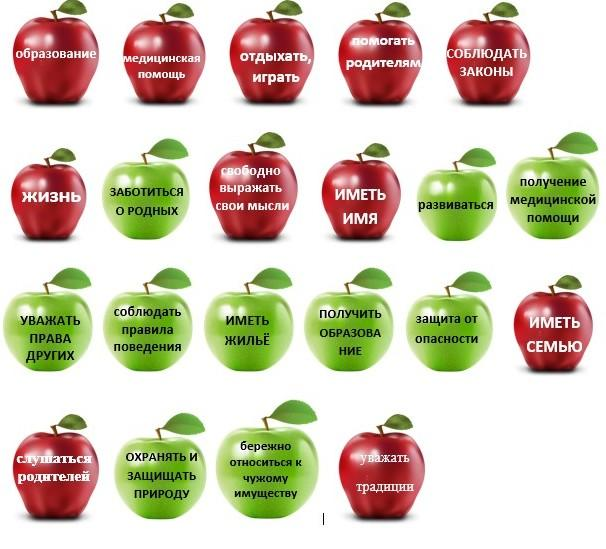 образование
медицинская
помощь
отдыхать,
играть
помогать
родителям
СОБЛЮДАТЬ
ЗАКОНЫ
жизнь
ЗАБОТИТЬСЯ
О РОДНЫХ
свободно
выражать
свои мысли
ИМЕТЬ
ИМЯ
развиваться
получение
медицинской
помощи
УВАЖАТЬ
ПРАВА
ДРУГИХ
соблюдать
правила
поведения
ИМЕТЬ
ЖИЛЬЁ
ПОЛУЧИТЬ
ОБРАЗОВА
НИЕ
защита от
опасности
ИМЕТЬ
СЕМЬЮ
слушаться
родителей
ОХРАНЯТЬ И
ЗАЩИЩАТЬ
ПРИРОДУ
бережно
относиться к
чужому
имуществу
уважать
традиции